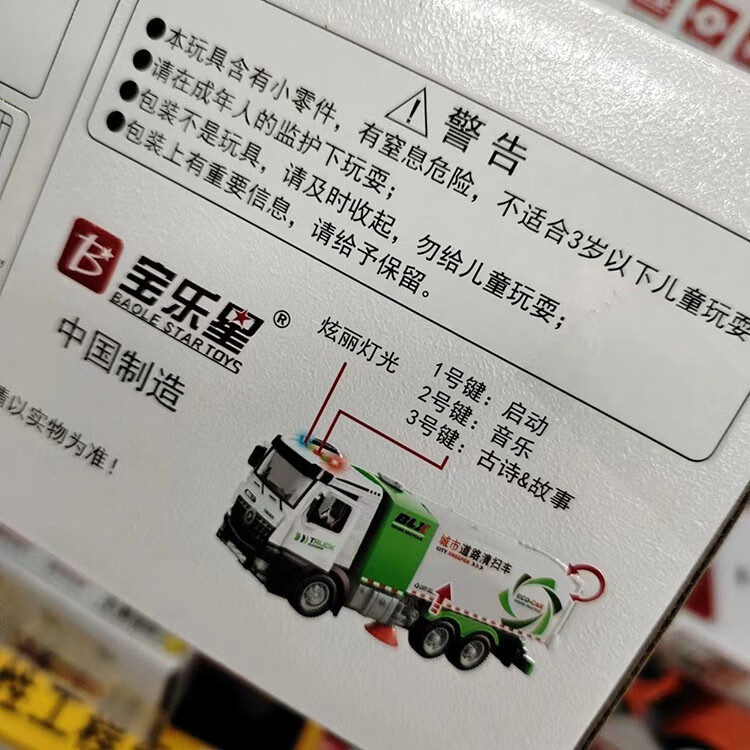 警告
●本玩具含有小零件，有窒息危险，不适合3岁以下儿童玩耍
●请在成年人的监护下玩耍；
●包装不是玩具，请及时收起，勿给儿童玩耍；
●包装上有重要信息，请给予保留。
宝乐星®
BAOLE STAR TOYS
中国制造
请以实物为准！
炫丽灯光
1号键：启动
2号键：音乐
3号键：古诗&故事
TRUCK
BLX
城市道路清扫车
ECO-CAR